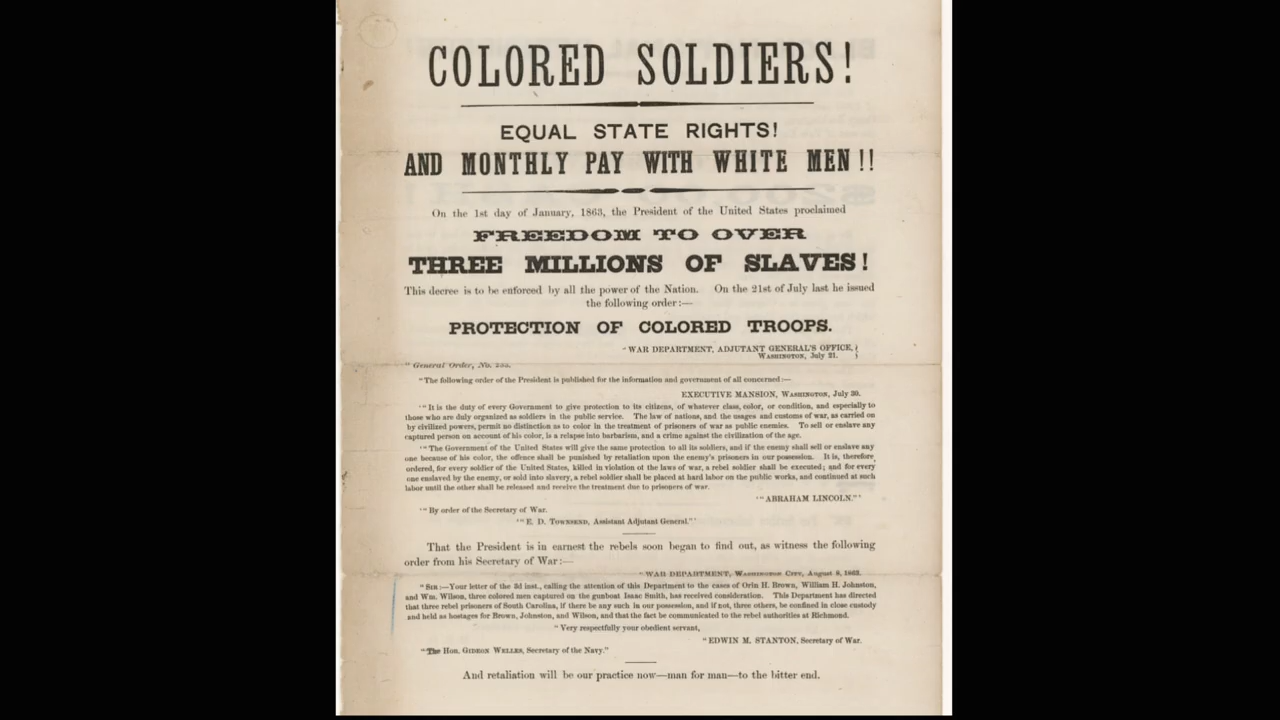 COLORED SOLDIERS!
EQUAL STATE RIGHTS!
AND MONTHLY PAY WITH WHITE MEN!!
On the 1st day of January, 1863, the President of the United States proclaimed
FREEDOM TO OVER
THREE MILLIONS OF SLAVES!
This decree is to be enforced by all the power of the Nation. On the 21st of July last he issued
the following order:—
PROTECTION OF COLORED TROOPS.
"WAR DEPARTMENT, ADJUTANT GENERAL'S OFFICE,
WASHINGTON, July 21.
"General Order, No. 233.
"The following order of the President is published for the information and government of all concerned:—
EXECUTIVE MANSION, WASHINGTON, July 30.
"'It is the duty of every Government to give protection to its citizens, of whatever class, color, or condition, and especially to
those who are duly organized as soldiers in the public service. The law of nations, and the usages and customs of war, as carried on
by civilized powers, permit no distinction as to color in the treatment of prisoners of war as public enemies. To sell or enslave any
captured person on account of his color, is a relapse into barbarism, and a crime against the civilization of the age.
"'The Government of the United States will give the same protection to all its soldiers, and if the enemy shall sell or enslave any
one because of his color, the offence shall be punished by retaliation upon the enemy's prisoners in our possession. It is, therefore,
ordered, for every soldier of the United States, killed in violation of the laws of war, a rebel soldier shall be executed; and for every
one enslaved by the enemy, or sold into slavery, a rebel soldier shall be placed at hard labor on the public works, and continued at such
labor until the other shall be released and receive the treatment due to prisoners of war.
'"ABRAHAM LINCOLN."'
'"By order of the Secretary of War.
'"E. D. TOWNSEND, Assistant Adjutant General."'
That the President is in earnest the rebels soon began to find out, as witness the following
order from his Secretary of War:—
"WAR DEPARTMENT, WASHINGTON CITY, August 8, 1863.
"SIR:—Your letter of the 3d inst., calling the attention of this Department to the cases of Orin H. Brown, William H. Johnston,
and Wm. Wilson, three colored men captured on the gunboat Isaac Smith, has received consideration. This Department has directed
that three rebel prisoners of South Carolina, if there be any such in our possession, and if not, three others, be confined in close custody
and held as hostages for Brown, Johnston, and Wilson, and that the fact be communicated to the rebel authorities at Richmond.
"Very respectfully your obedient servant,
"EDWIN M. STANTON, Secretary of War.
"The Hon. GIDEON WELLES, Secretary of the Navy."
And retaliation will be our practice now—man for man—to the bitter end.